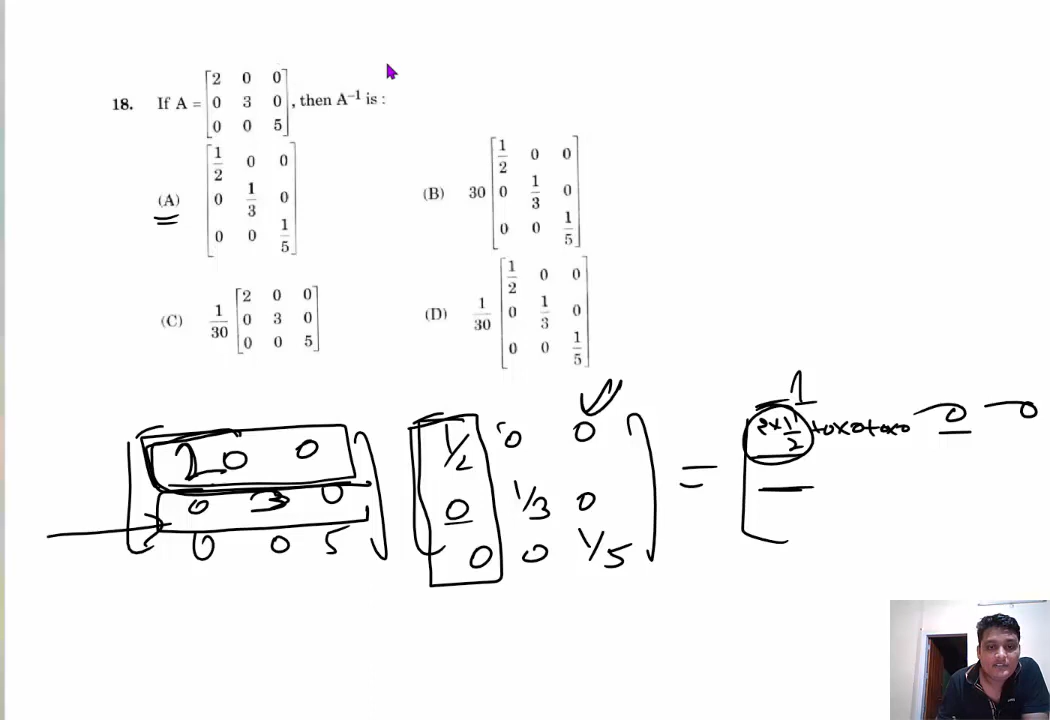 2 0 0
18. If A = 0 3 0 , then A⁻¹ is :
0 0 5
(A) 1/2 0 0
0 1/3 0
0 0 1/5
(B) 30 1/2 0 0
0 1/3 0
0 0 1/5
(C) 1/30 2 0 0
0 3 0
0 0 5
(D) 1/30 1/2 0 0
0 1/3 0
0 0 1/5
1
2 0 0 1/2 0 0 = 2×1/2 +0×0+0×0 0 0
0 3 0 0 1/3 0
0 0 5 0 0 1/5